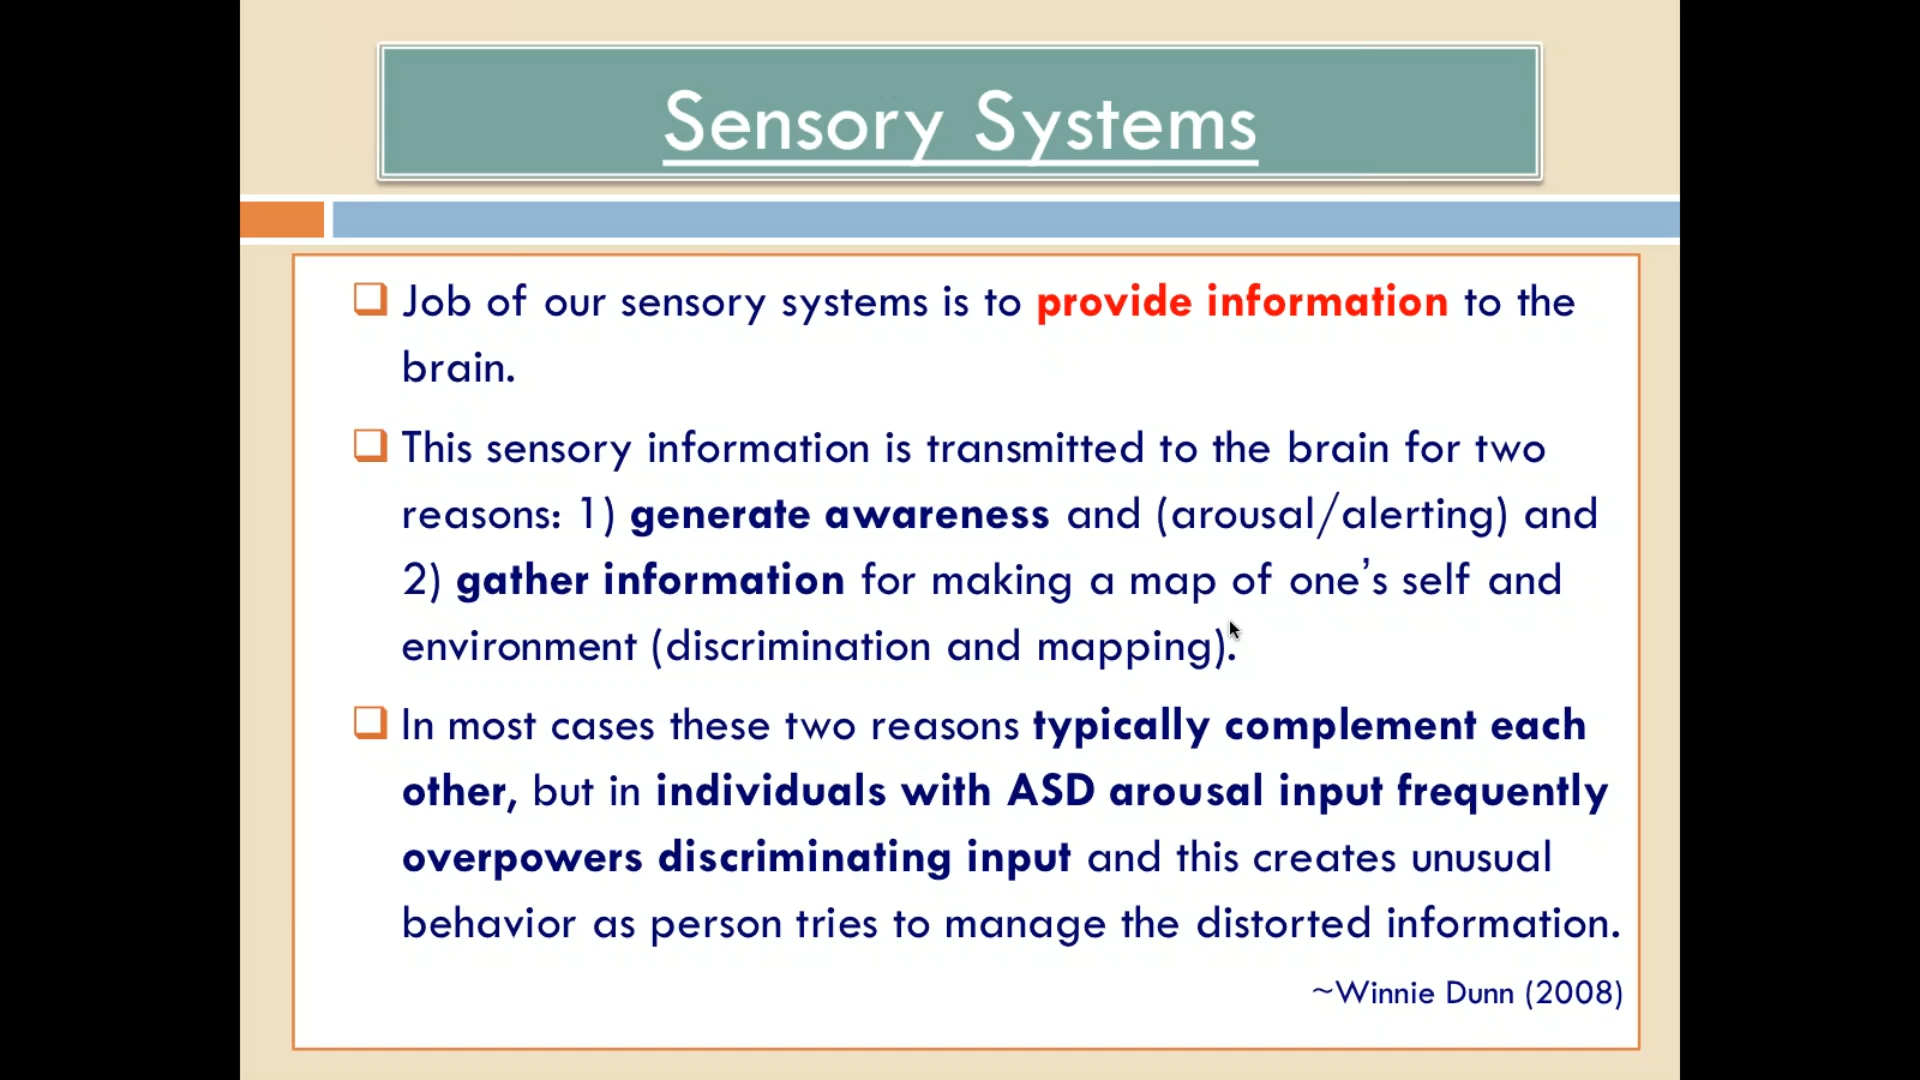 Sensory Systems
Job of our sensory systems is to provide information to the
brain.
This sensory information is transmitted to the brain for two
reasons: 1) generate awareness and (arousal/alerting) and
2) gather information for making a map of one’s self and
environment (discrimination and mapping).
In most cases these two reasons typically complement each
other, but in individuals with ASD arousal input frequently
overpowers discriminating input and this creates unusual
behavior as person tries to manage the distorted information.
~Winnie Dunn (2008)